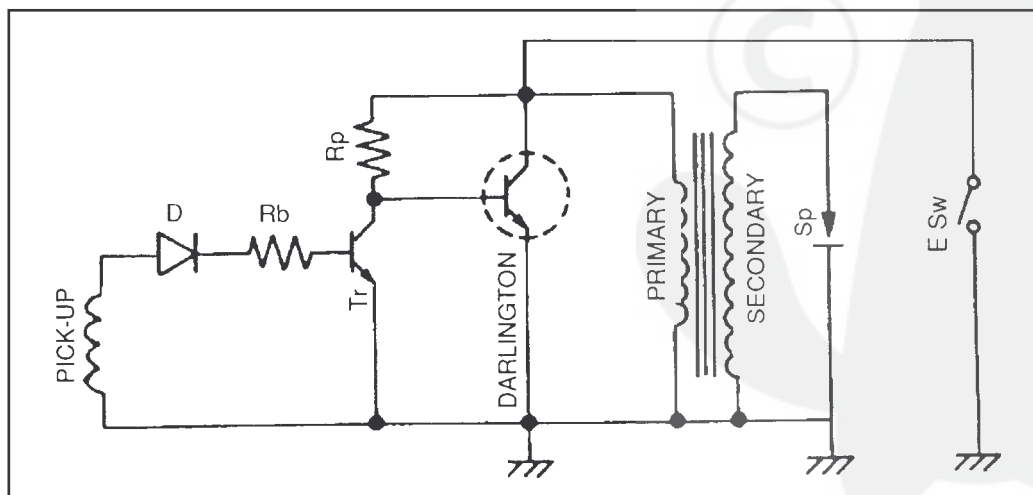 Rp
D
Rb
Tr
PICK-UP
DARLINGTON
PRIMARY
SECONDARY
Sp
E Sw
©